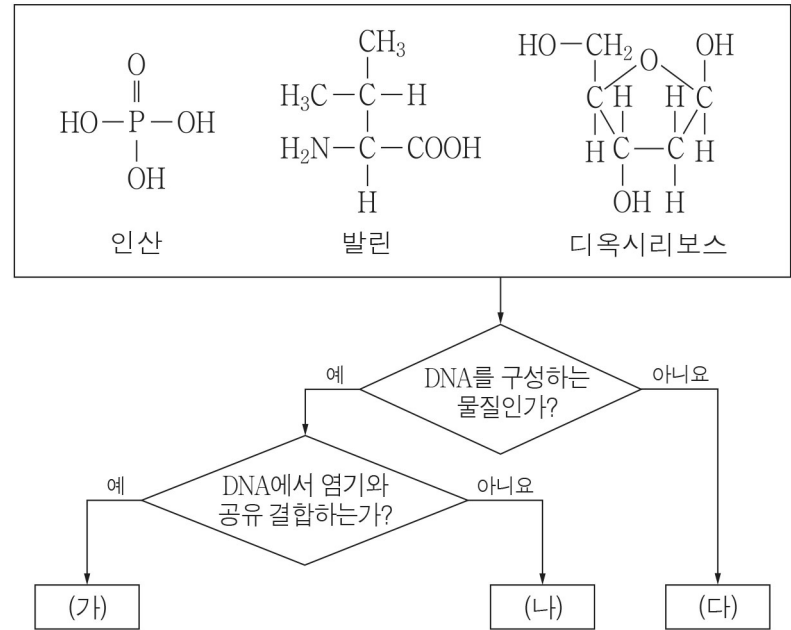 O
HO-P-OH
OH
인산
CH₃
H₃C-C-H
H₂N-C-COOH
H
발린
HO-CH₂ O OH
C H H C
H C-C H
OH H
디옥시리보스
DNA를 구성하는
물질인가?
예
아니요
DNA에서 염기와
공유 결합하는가?
예
아니요
(가)
(나)
(다)